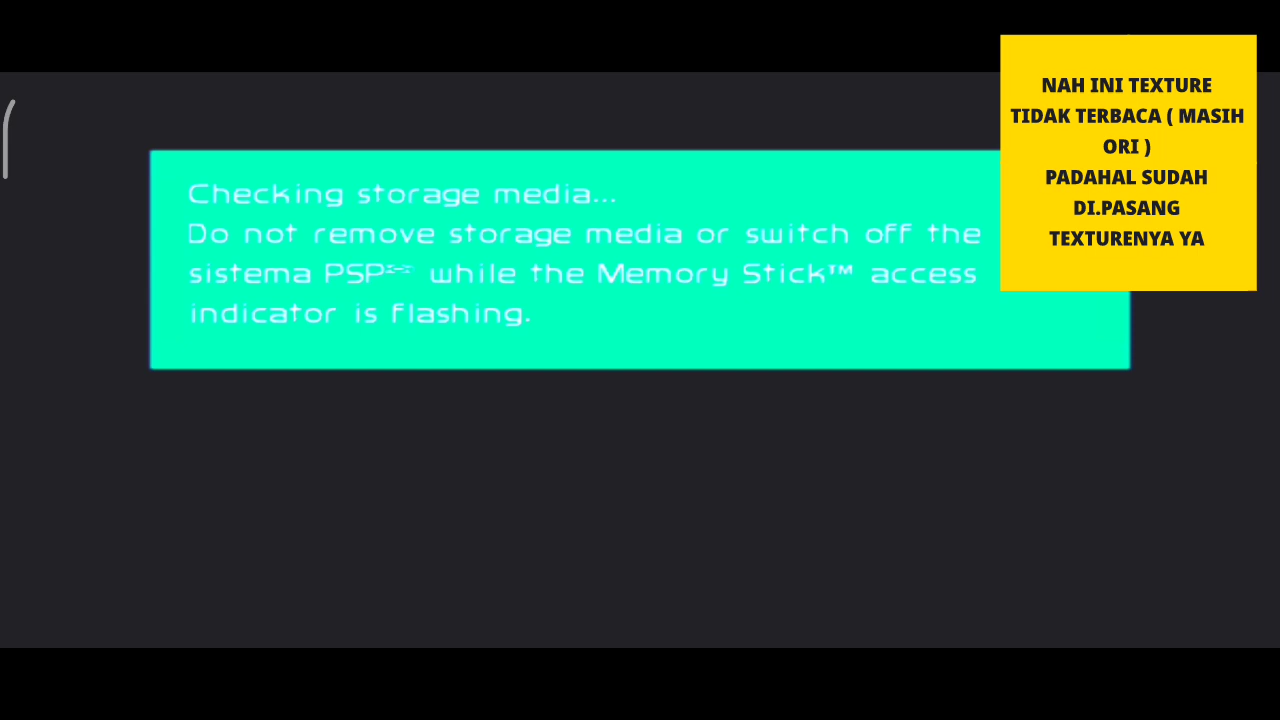 Checking storage media...
Do not remove storage media or switch off the
sistema PSP while the Memory Stick™ access
indicator is flashing.
NAH INI TEXTURE
TIDAK TERBACA ( MASIH
ORI )
PADAHAL SUDAH
DI.PASANG
TEXTURENYA YA